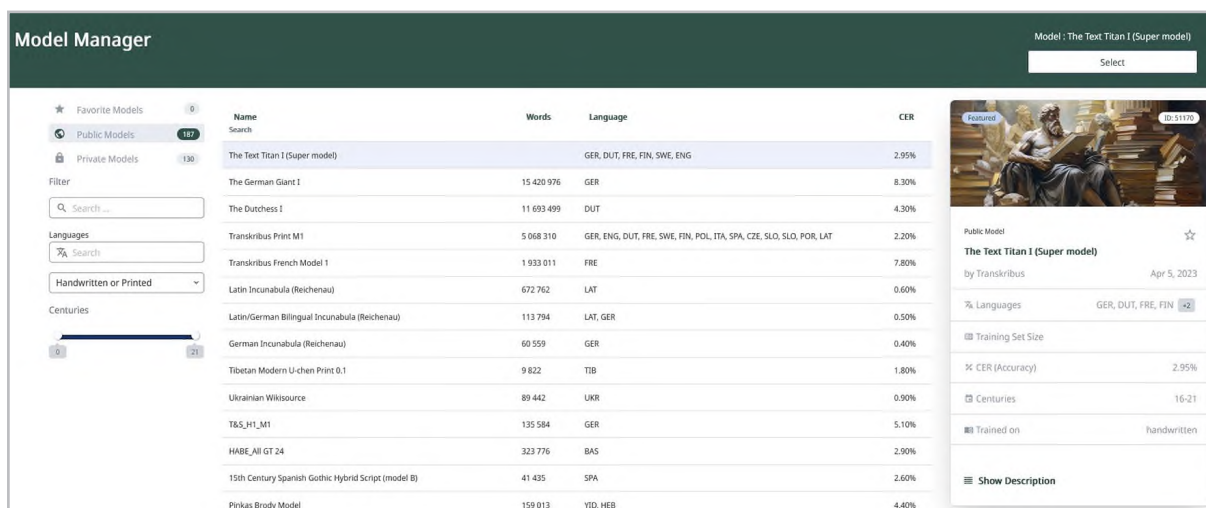 Model Manager
Model : The Text Titan I (Super model)
Select
Favorite Models 0
Public Models 187
Private Models 130
Filter
Search ...
Languages
Search
Handwritten or Printed
Centuries
0 21
Name Words Language CER
Search
The Text Titan I (Super model) GER, DUT, FRE, FIN, SWE, ENG 2.95%
The German Giant I 15 420 976 GER 8.30%
The Dutchess I 11 693 499 DUT 4.30%
Transkribus Print M1 5 068 310 GER, ENG, DUT, FRE, SWE, FIN, POL, ITA, SPA, CZE, SLO, SLO, POR, LAT 2.20%
Transkribus French Model 1 1 933 011 FRE 7.80%
Latin Incunabula (Reichenau) 672 762 LAT 0.60%
Latin/German Bilingual Incunabula (Reichenau) 113 794 LAT, GER 0.50%
German Incunabula (Reichenau) 60 559 GER 0.40%
Tibetan Modern U-chen Print 0.1 9 822 TIB 1.80%
Ukrainian Wikisource 89 442 UKR 0.90%
T&S_H1_M1 135 584 GER 5.10%
HABE_All GT 24 323 776 BAS 2.90%
15th Century Spanish Gothic Hybrid Script (model B) 41 435 SPA 2.60%
Pinkas Brody Model 159 013 YID, HEB 4.40%
Featured ID: 51170
Public Model
The Text Titan I (Super model)
by Transkribus Apr 5, 2023
Languages GER, DUT, FRE, FIN +2
Training Set Size
CER (Accuracy) 2.95%
Centuries 16-21
Trained on handwritten
Show Description